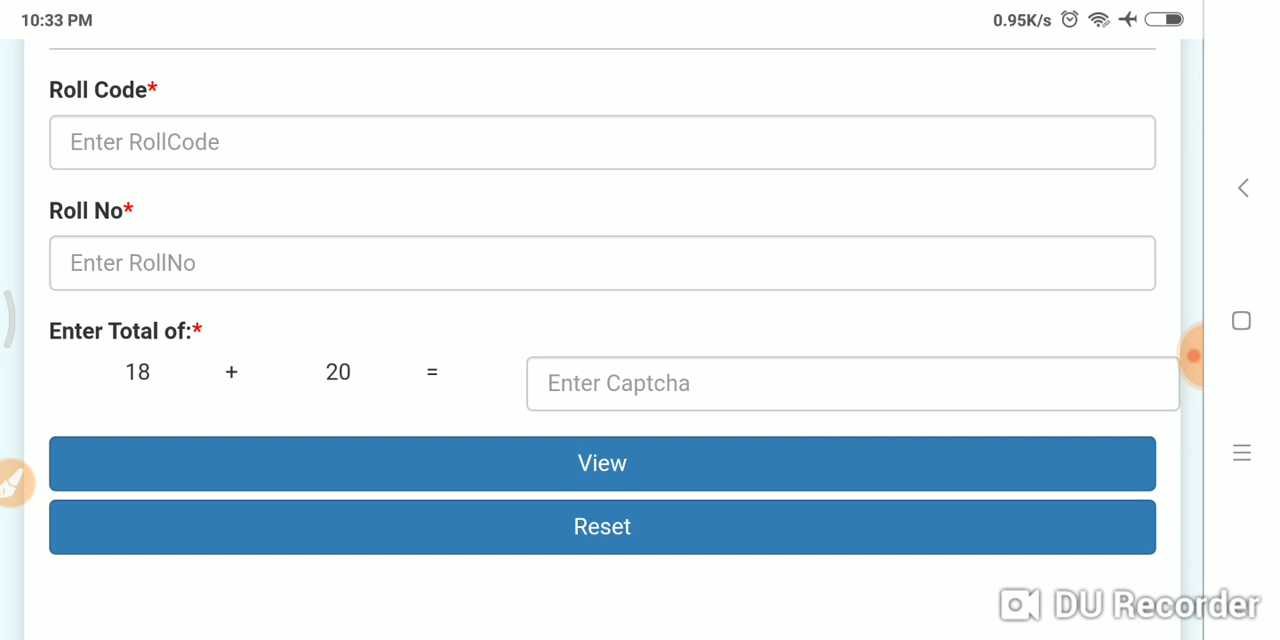 10:33 PM 0.95K/s
Roll Code*
Enter RollCode
Roll No*
Enter RollNo
Enter Total of:*
18 + 20 =
Enter Captcha
View
Reset
DU Recorder